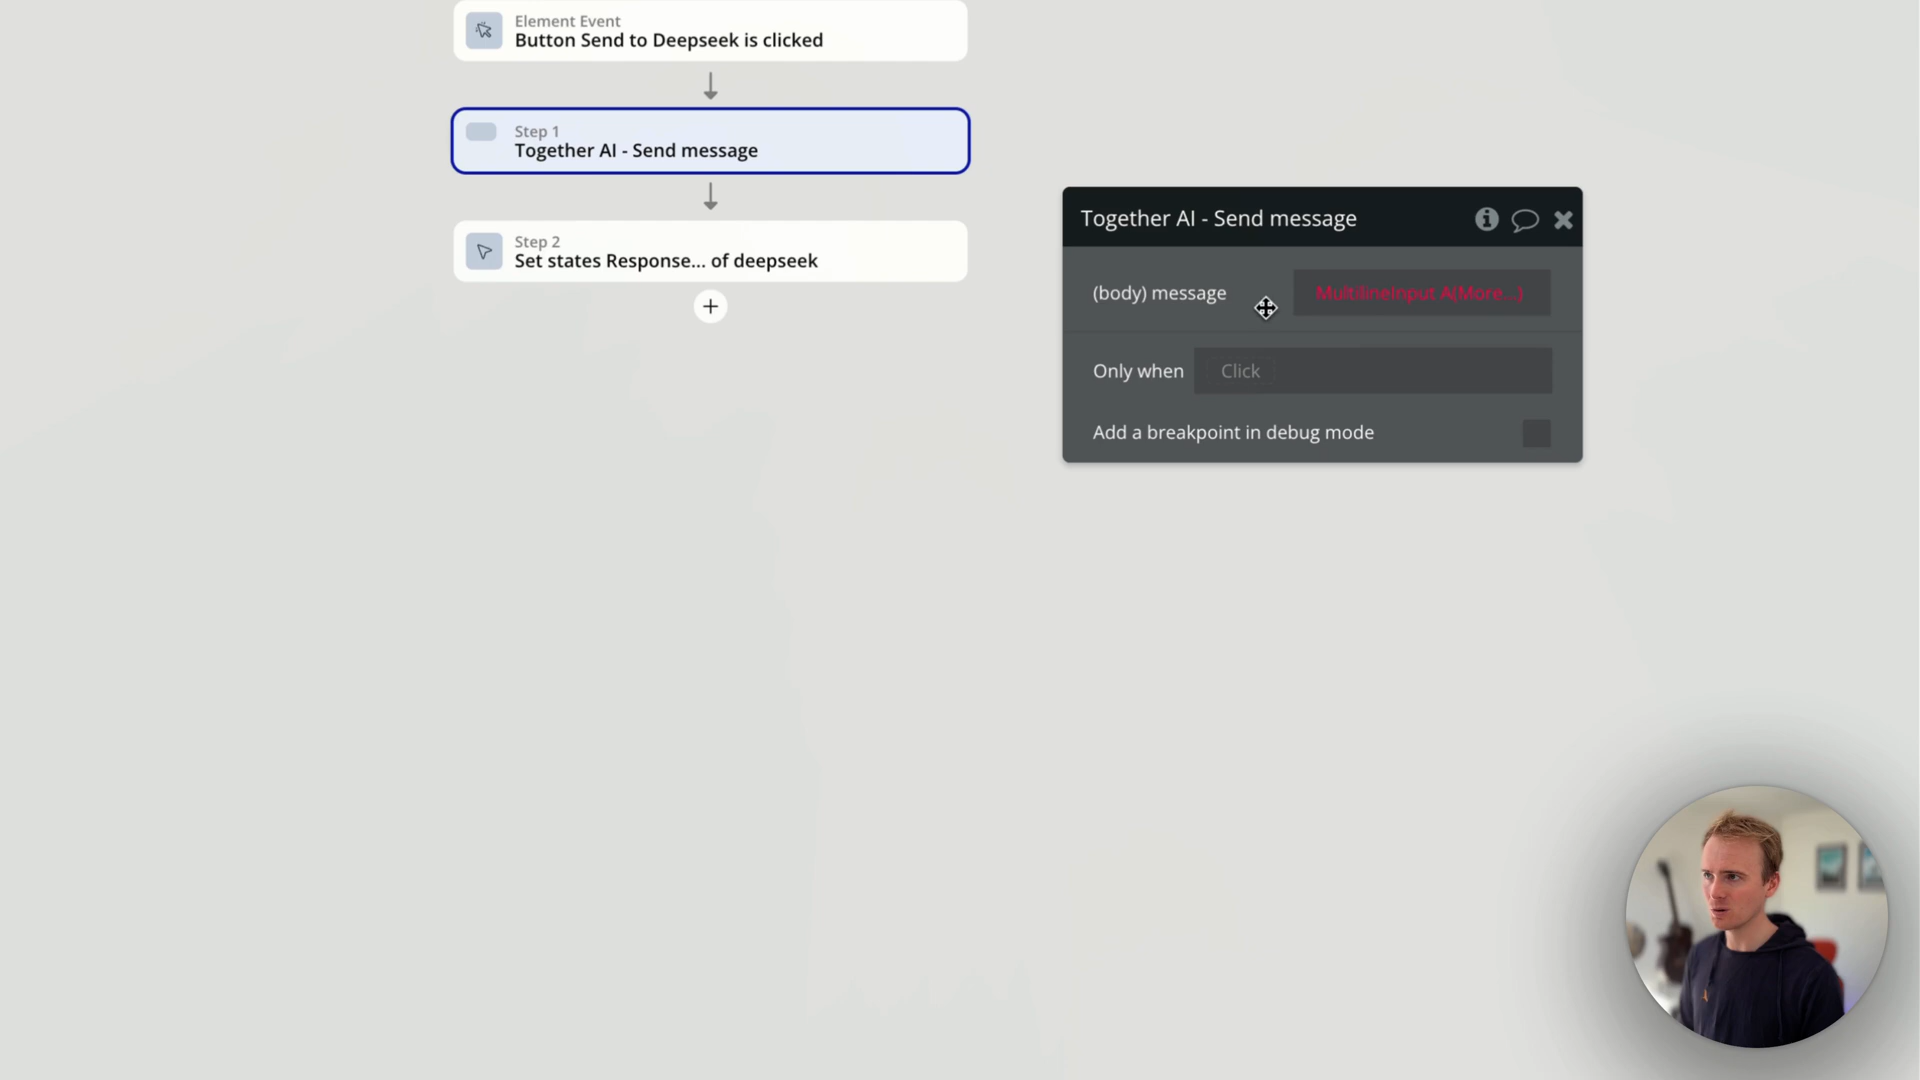 Element Event
Button Send to Deepseek is clicked
Step 1
Together AI - Send message
Step 2
Set states Response... of deepseek
Together AI - Send message
(body) message
MultilineInput A(More...)
Only when
Click
Add a breakpoint in debug mode